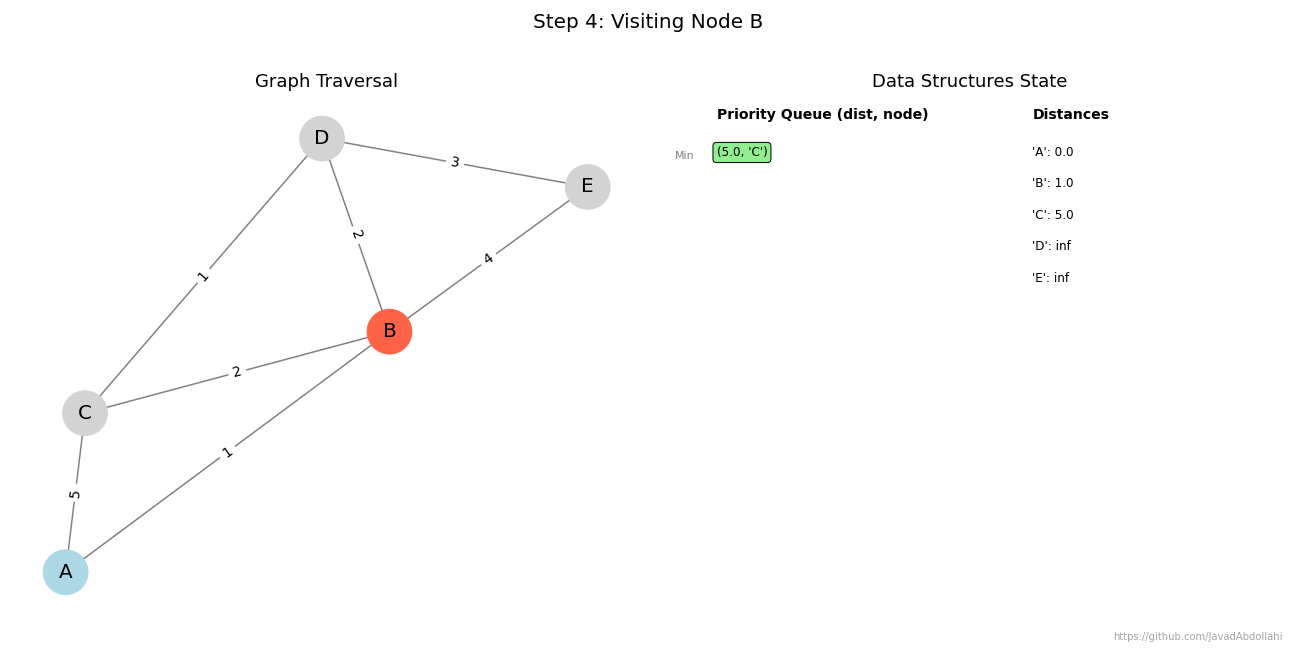 Step 4: Visiting Node B
Graph Traversal
D
3
E
2
4
1
B
2
C
1
5
A
Data Structures State
Priority Queue (dist, node)
Distances
Min
(5.0, 'C')
'A': 0.0
'B': 1.0
'C': 5.0
'D': inf
'E': inf
https://github.com/JavadAbdollahi